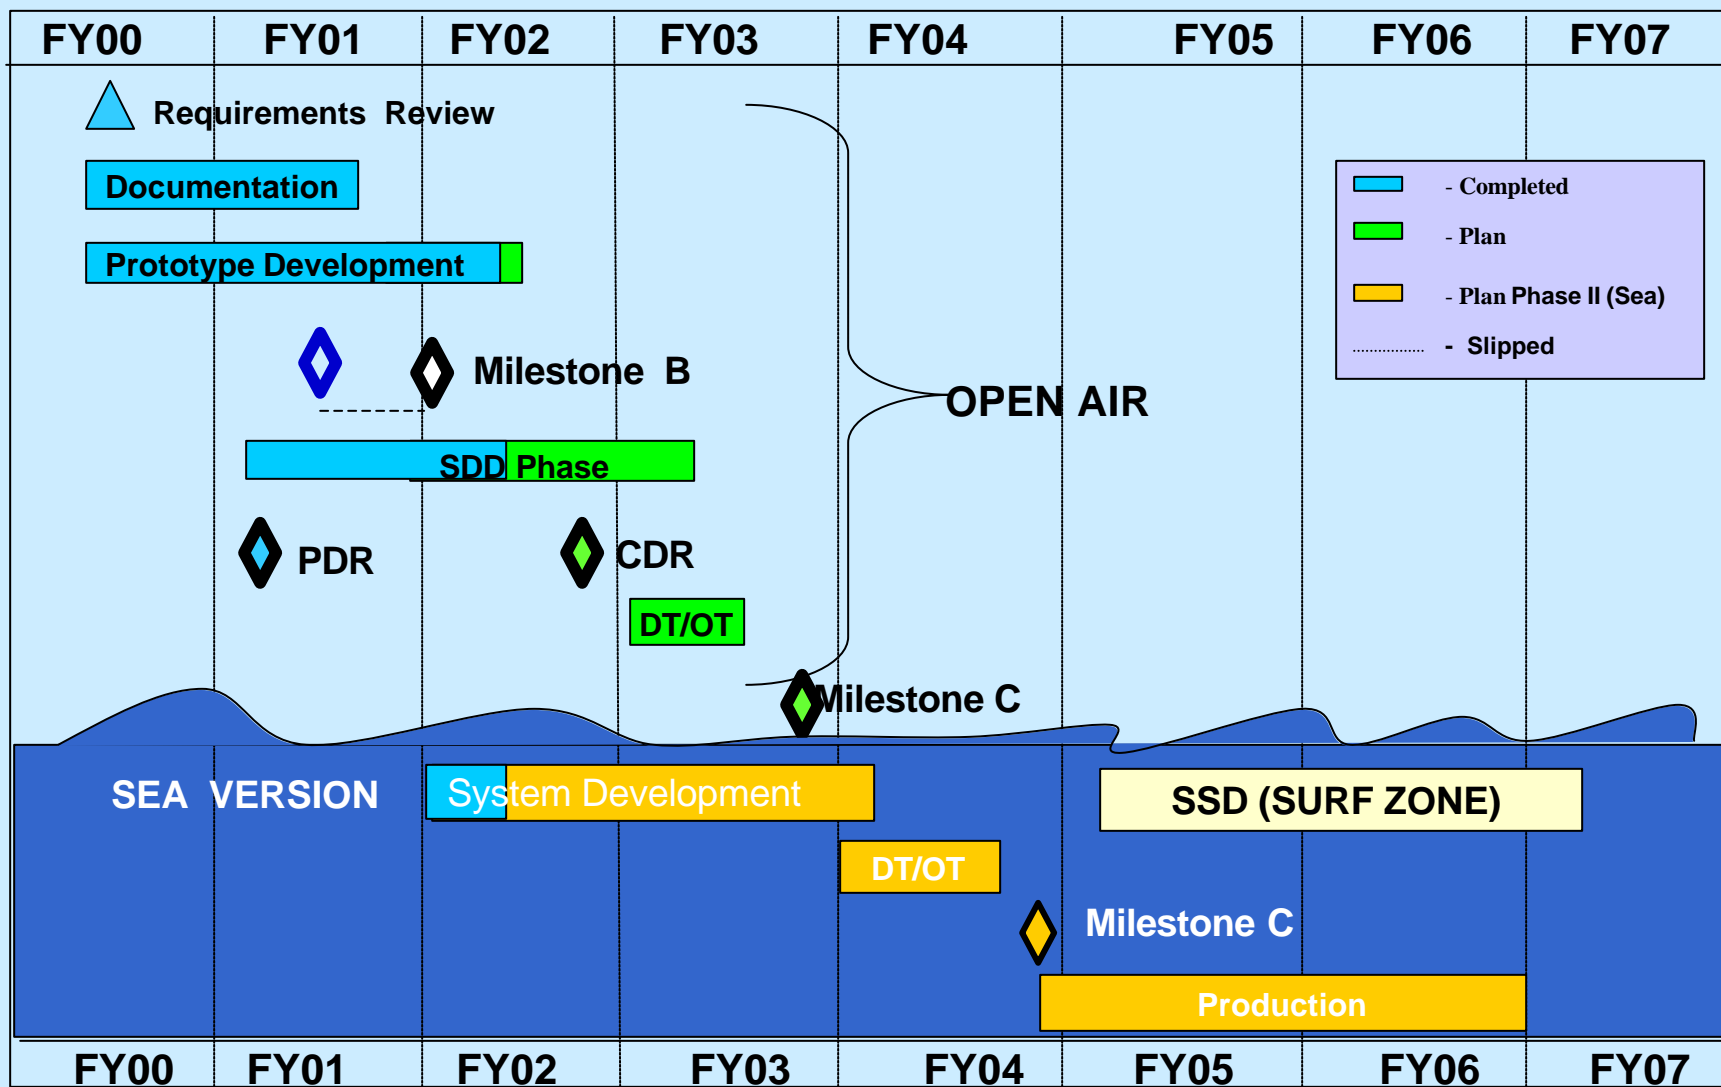 FY00 FY01 FY02 FY03 FY04 FY05 FY06 FY07
Requirements Review
Documentation
Prototype Development
- Completed
- Plan
- Plan Phase II (Sea)
- Slipped
Milestone B
OPEN AIR
SDD Phase
PDR
CDR
DT/OT
Milestone C
SEA VERSION
System Development
SSD (SURF ZONE)
DT/OT
Milestone C
Production
FY00 FY01 FY02 FY03 FY04 FY05 FY06 FY07